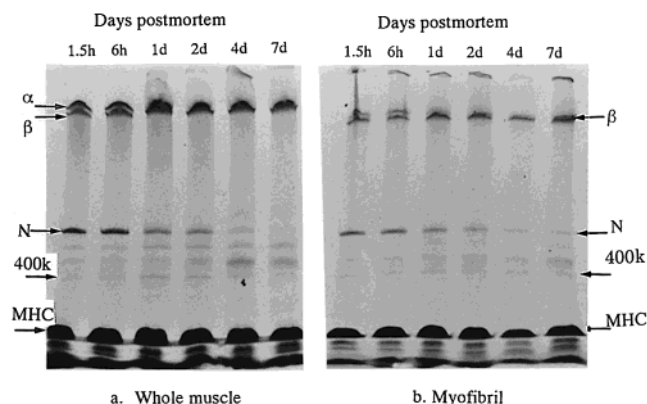 Days postmortem
1.5h 6h 1d 2d 4d 7d
α
β
N
400k
MHC
a. Whole muscle
Days postmortem
1.5h 6h 1d 2d 4d 7d
β
N
400k
MHC
b. Myofibril